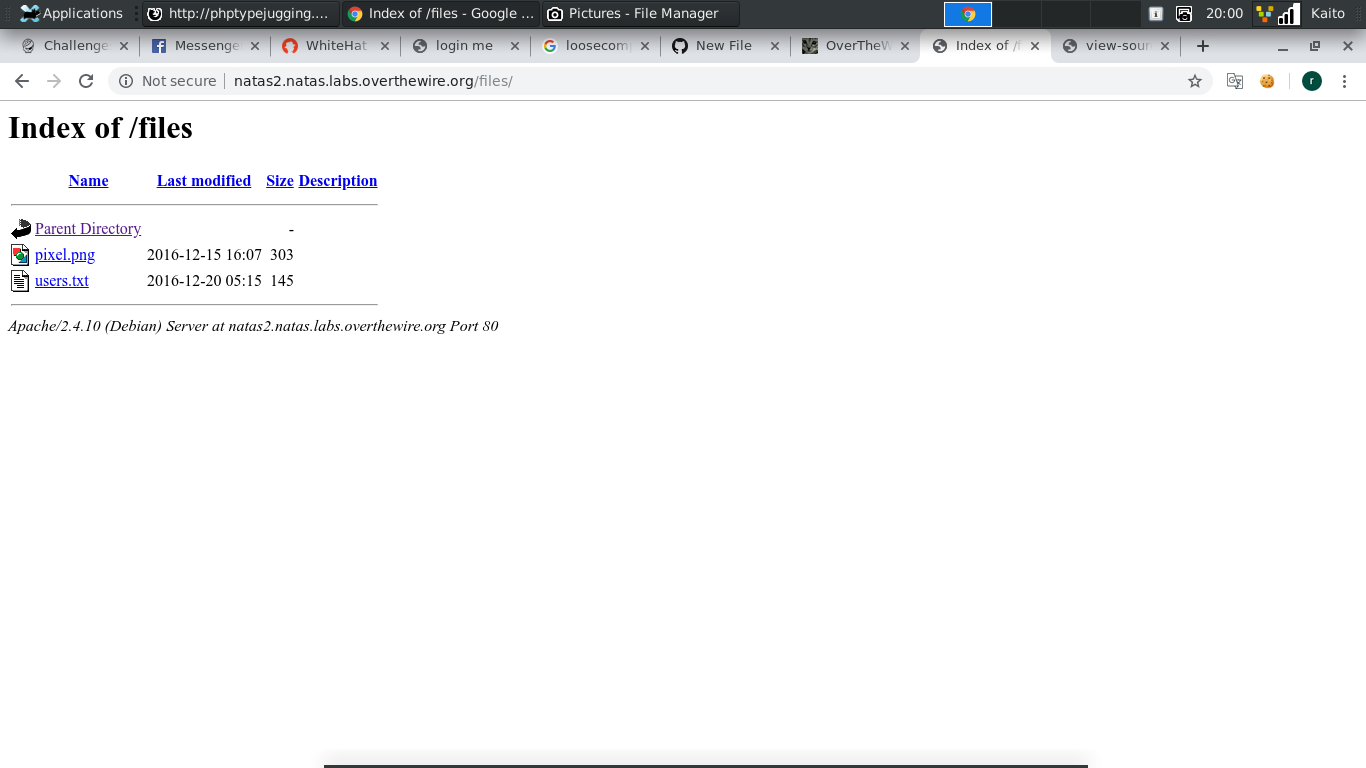 Applications http://phptypejugging.... Index of /files - Google ... Pictures - File Manager 20:00 Kaito
Challenge Messenge WhiteHat login me loosecom New File OverTheW Index of /f view-sour
Not secure natas2.natas.labs.overthewire.org/files/ r
Index of /files
Name Last modified Size Description
Parent Directory -
pixel.png 2016-12-15 16:07 303
users.txt 2016-12-20 05:15 145
Apache/2.4.10 (Debian) Server at natas2.natas.labs.overthewire.org Port 80